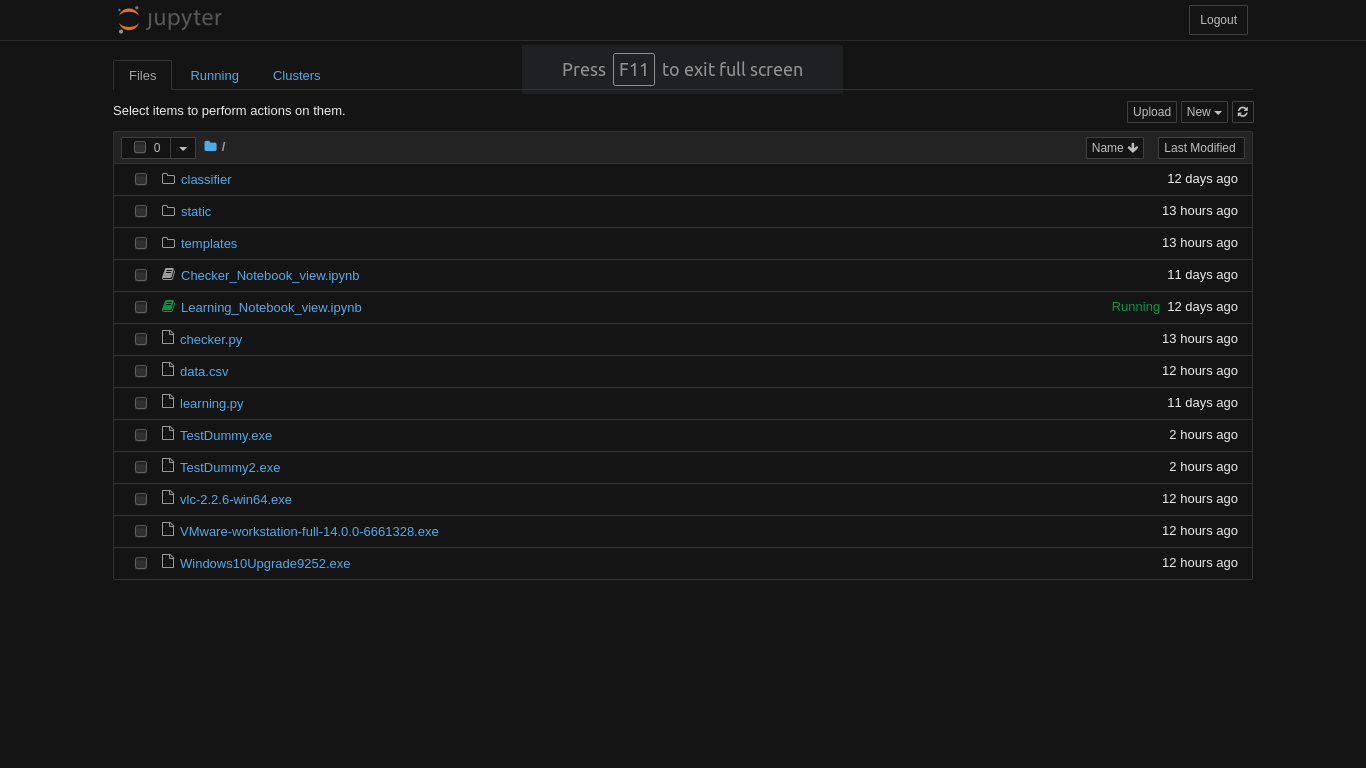 jupyter
Logout
Press F11 to exit full screen
Files Running Clusters
Select items to perform actions on them.
Upload New
0 / Name Last Modified
classifier 12 days ago
static 13 hours ago
templates 13 hours ago
Checker_Notebook_view.ipynb 11 days ago
Learning_Notebook_view.ipynb Running 12 days ago
checker.py 13 hours ago
data.csv 12 hours ago
learning.py 11 days ago
TestDummy.exe 2 hours ago
TestDummy2.exe 2 hours ago
vlc-2.2.6-win64.exe 12 hours ago
VMware-workstation-full-14.0.0-6661328.exe 12 hours ago
Windows10Upgrade9252.exe 12 hours ago